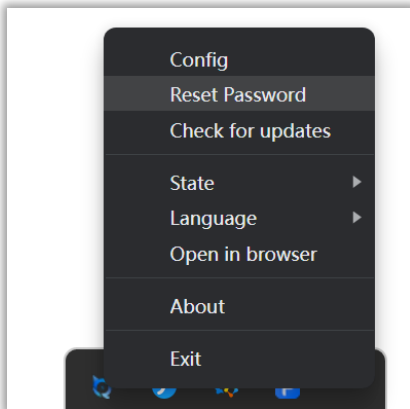 Config
Reset Password
Check for updates
State
Language
Open in browser
About
Exit